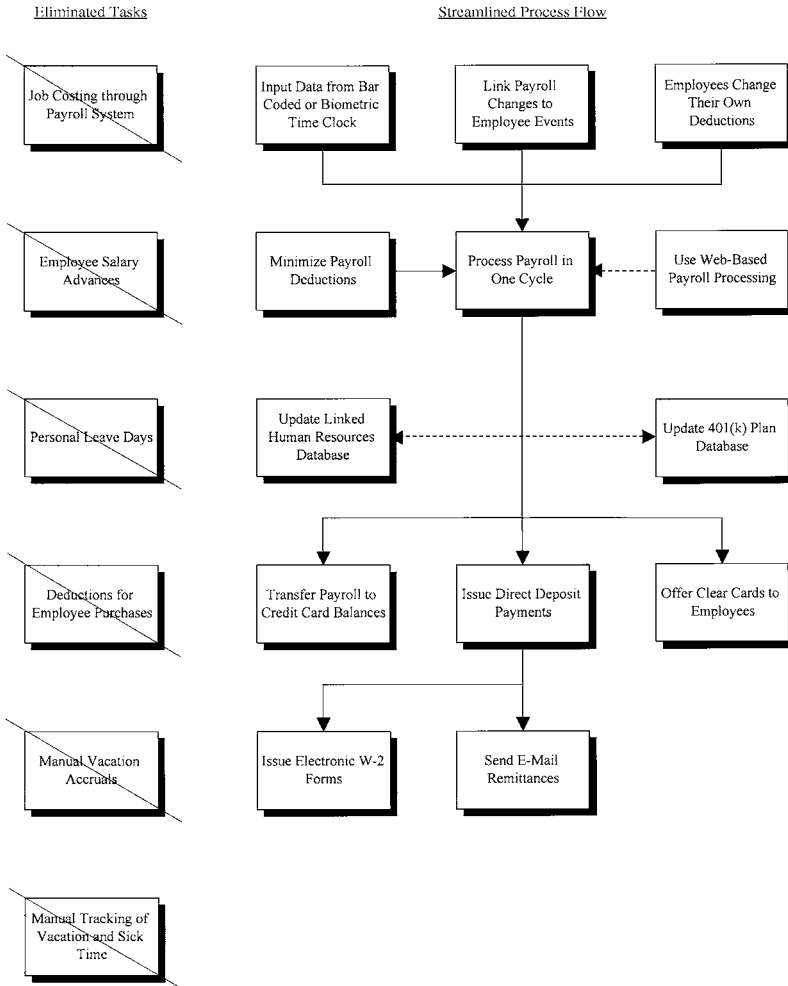 Eliminated Tasks
Streamlined Process Flow
Job Costing through
Payroll System
Input Data from Bar
Coded or Biometric
Time Clock
Link Payroll
Changes to
Employee Events
Employees Change
Their Own
Deductions
Employee Salary
Advances
Minimize Payroll
Deductions
Process Payroll in
One Cycle
Use Web-Based
Payroll Processing
Personal Leave Days
Update Linked
Human Resources
Database
Update 401(k) Plan
Database
Deductions for
Employee Purchases
Transfer Payroll to
Credit Card Balances
Issue Direct Deposit
Payments
Offer Clear Cards to
Employees
Manual Vacation
Accruals
Issue Electronic W-2
Forms
Send E-Mail
Remittances
Manual Tracking of
Vacation and Sick
Time